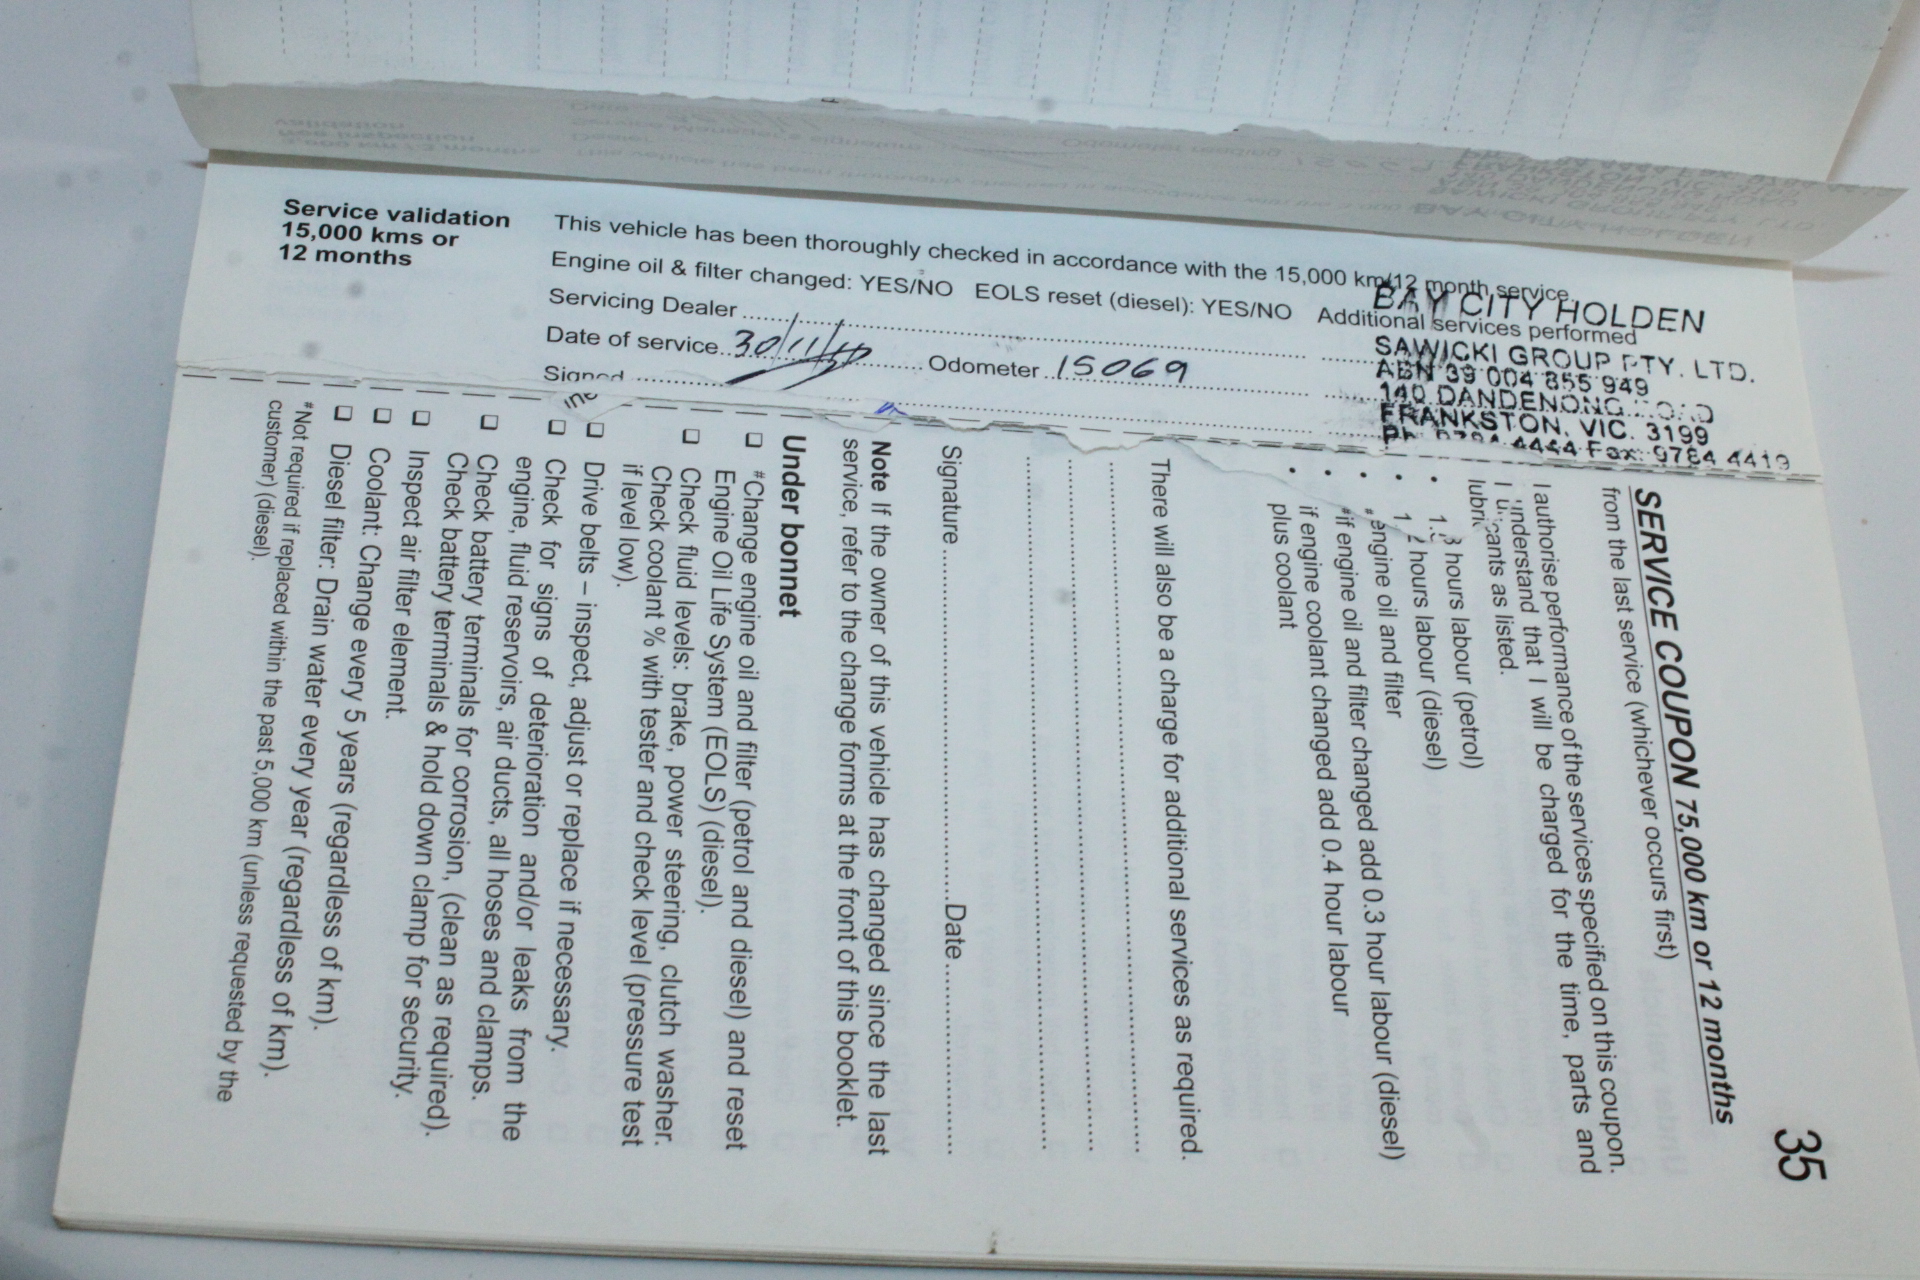 Service validation
15,000 kms or
12 months
This vehicle has been thoroughly checked in accordance with the 15,000 km/12 month service.
Engine oil & filter changed: YES/NO EOLS reset (diesel): YES/NO Additional services performed
Servicing Dealer
Date of service 30/11/ Odometer 15069
Signed
BAY CITY HOLDEN
SAWICKI GROUP PTY. LTD.
ABN 39 004 855 949
140 DANDENONG
FRANKSTON. VIC. 3199
4444 Fax: 9784 4419
35
SERVICE COUPON 75,000 km or 12 months
from the last service (whichever occurs first)
I authorise performance of the services specified on this coupon.
I understand that I will be charged for the time, parts and
lubricants as listed.
• hours labour (petrol)
• hours labour (diesel)
• #engine oil and filter
• #if engine oil and filter changed add 0.3 hour labour (diesel)
• if engine coolant changed add 0.4 hour labour
plus coolant
There will also be a charge for additional services as required.
Signature Date
Note If the owner of this vehicle has changed since the last
service, refer to the change forms at the front of this booklet.
Under bonnet
#Change engine oil and filter (petrol and diesel) and reset
Engine Oil Life System (EOLS) (diesel).
Check fluid levels: brake, power steering, clutch washer.
Check coolant % with tester and check level (pressure test
if level low).
Drive belts – inspect, adjust or replace if necessary.
Check for signs of deterioration and/or leaks from the
engine, fluid reservoirs, air ducts, all hoses and clamps.
Check battery terminals for corrosion, (clean as required).
Check battery terminals & hold down clamp for security.
Inspect air filter element.
Coolant: Change every 5 years (regardless of km).
Diesel filter: Drain water every year (regardless of km).
#Not required if replaced within the past 5,000 km (unless requested by the
customer) (diesel).